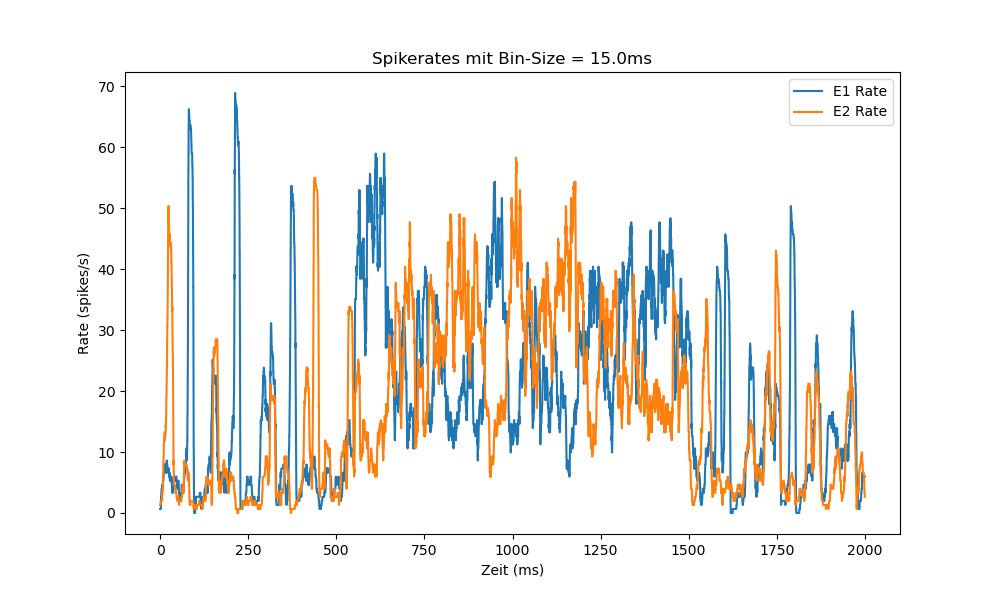 Spikerates mit Bin-Size = 15.0ms
E1 Rate
E2 Rate
Rate (spikes/s)
70
60
50
40
30
20
10
0
0 250 500 750 1000 1250 1500 1750 2000
Zeit (ms)